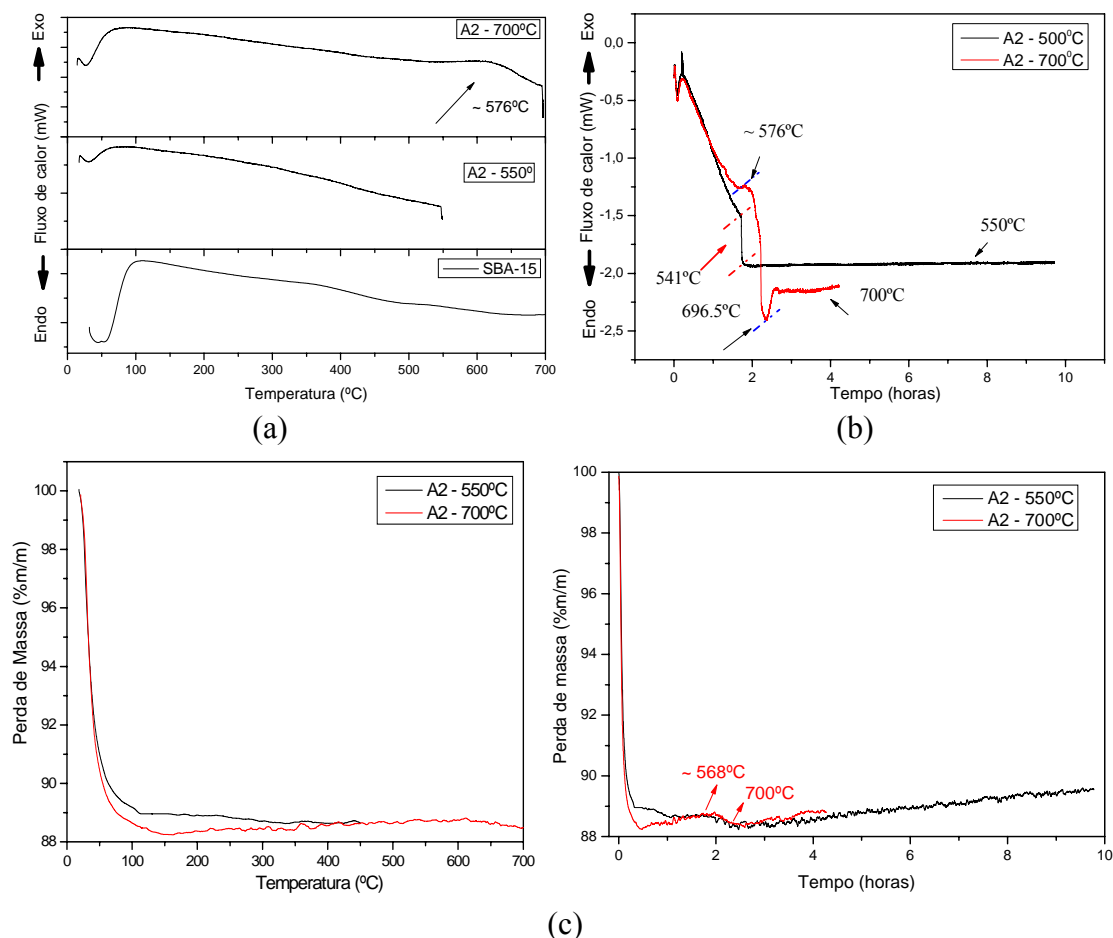 Endo Fluxo de calor (mW) Exo
A2 - 700ºC
~ 576ºC
A2 - 550º
SBA-15
0 100 200 300 400 500 600 700
Temperatura (ºC)
(a)
Endo Fluxo de calor (mW) Exo
0,0
-0,5
-1,0
-1,5
-2,0
-2,5
A2 - 500⁰C
A2 - 700⁰C
~ 576ºC
550ºC
541ºC
696.5ºC
700ºC
0 2 4 6 8 10
Tempo (horas)
(b)
Perda de Massa (%m/m)
100
98
96
94
92
90
88
A2 - 550ºC
A2 - 700ºC
0 100 200 300 400 500 600 700
Temperatura (ºC)
Perda de massa (%m/m)
100
98
96
94
92
90
88
A2 - 550ºC
A2 - 700ºC
~ 568ºC
700ºC
0 2 4 6 8 10
Tempo (horas)
(c)